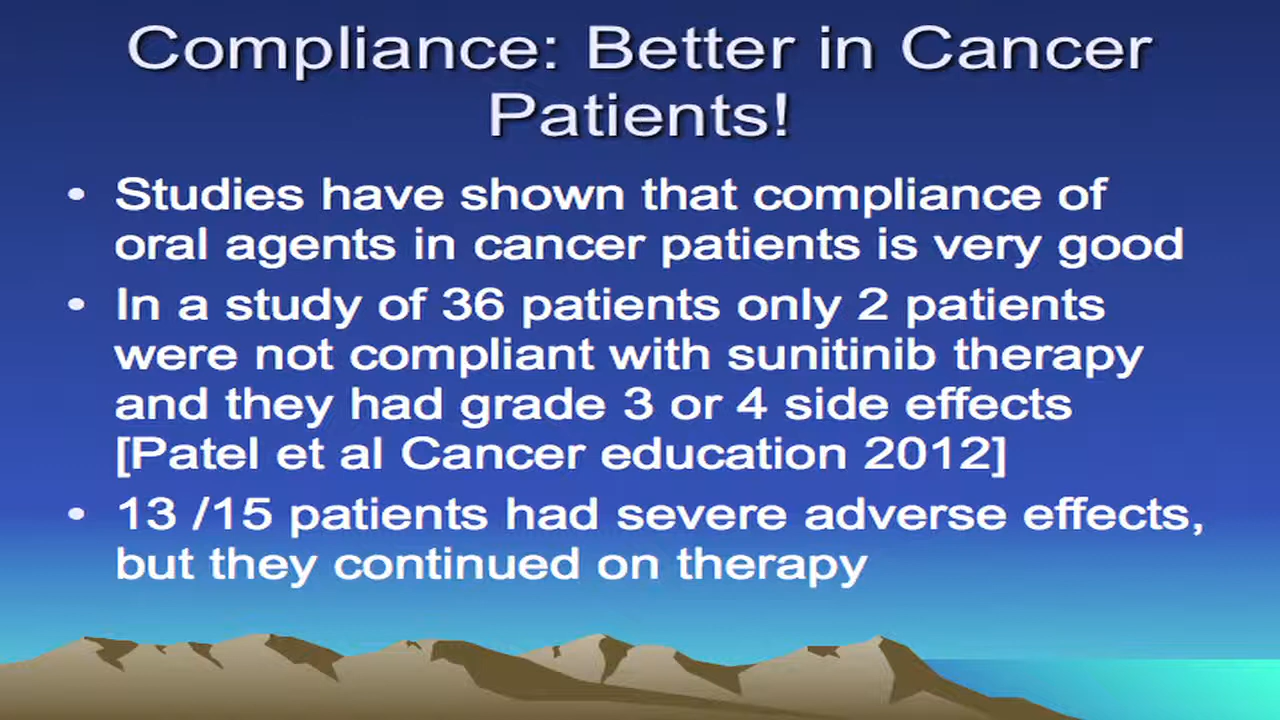 Compliance: Better in Cancer
Patients!
• Studies have shown that compliance of
oral agents in cancer patients is very good
• In a study of 36 patients only 2 patients
were not compliant with sunitinib therapy
and they had grade 3 or 4 side effects
[Patel et al Cancer education 2012]
• 13 /15 patients had severe adverse effects,
but they continued on therapy